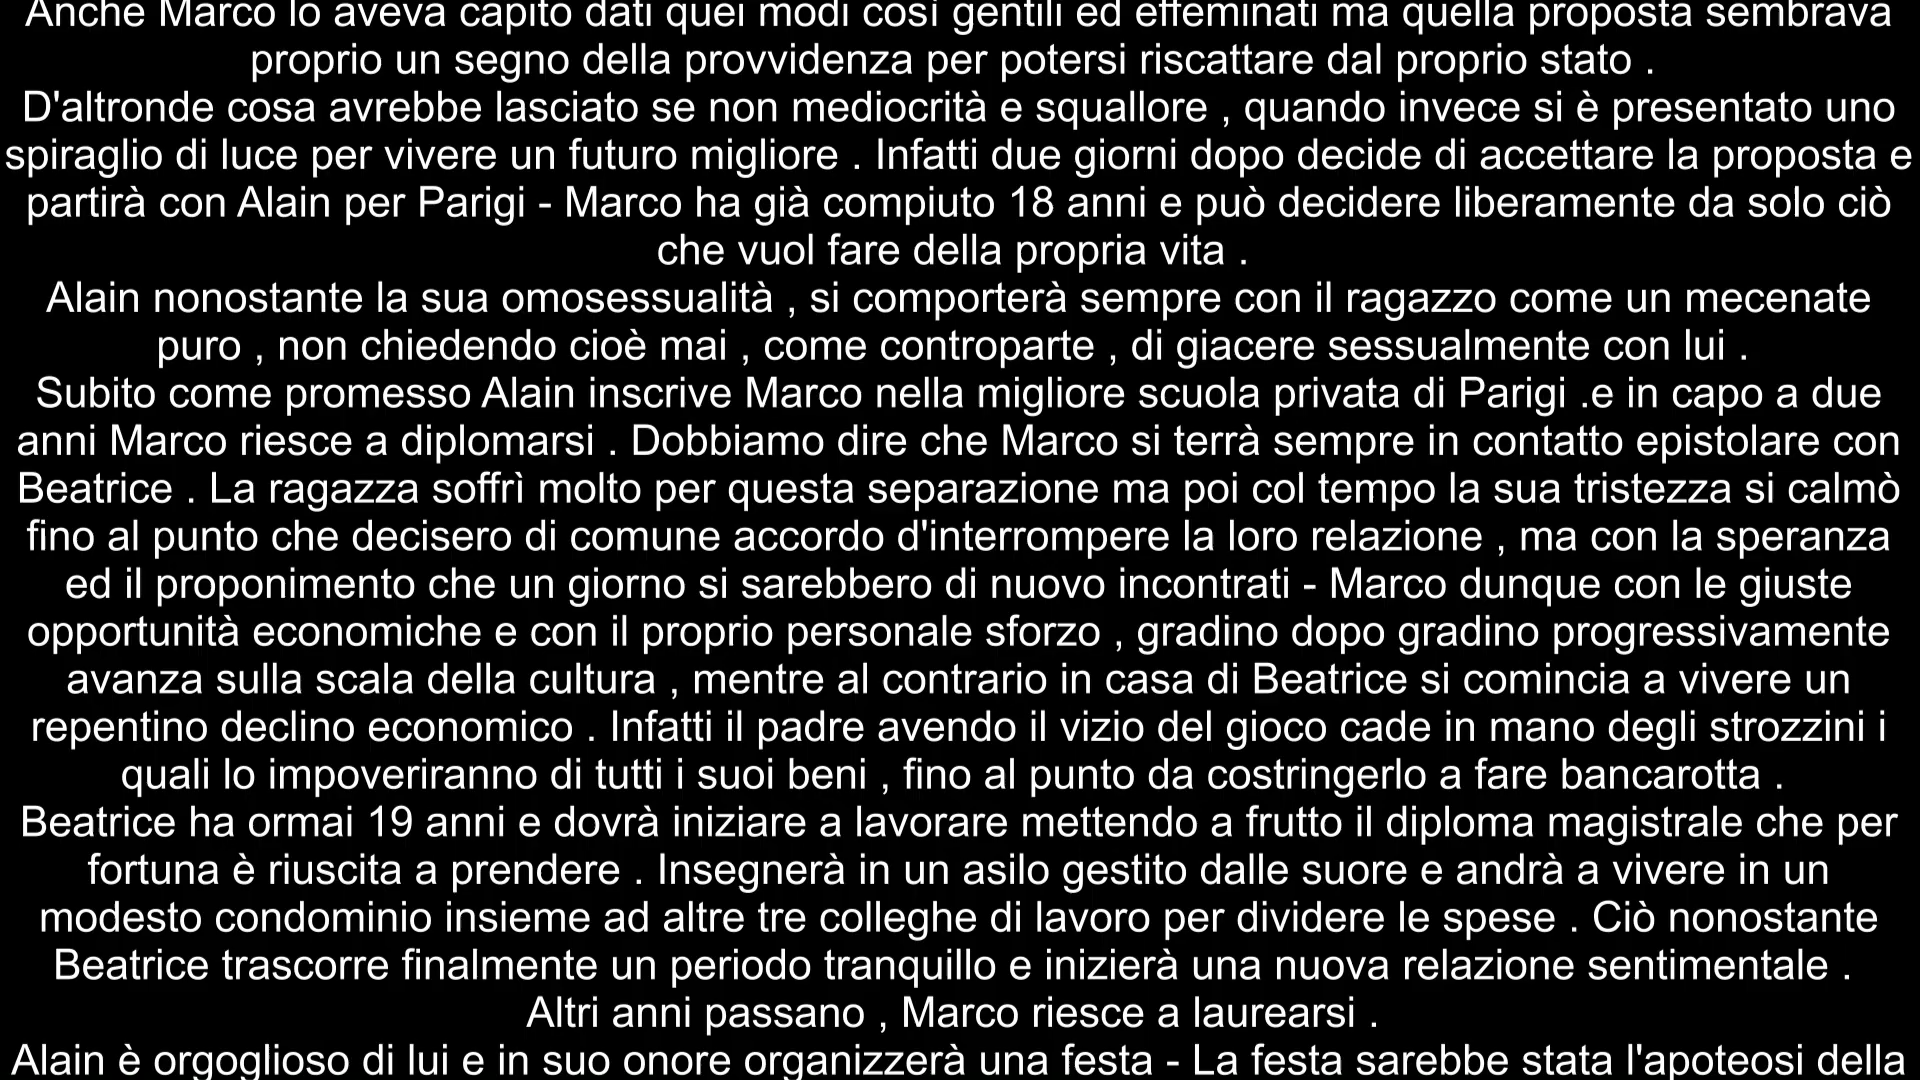 Anche Marco lo aveva capito dati quei modi così gentili ed effeminati ma quella proposta sembrava
proprio un segno della provvidenza per potersi riscattare dal proprio stato .
D'altronde cosa avrebbe lasciato se non mediocrità e squallore , quando invece si è presentato uno
spiraglio di luce per vivere un futuro migliore . Infatti due giorni dopo decide di accettare la proposta e
partirà con Alain per Parigi - Marco ha già compiuto 18 anni e può decidere liberamente da solo ciò
che vuol fare della propria vita .
Alain nonostante la sua omosessualità , si comporterà sempre con il ragazzo come un mecenate
puro , non chiedendo cioè mai , come controparte , di giacere sessualmente con lui .
Subito come promesso Alain inscrive Marco nella migliore scuola privata di Parigi .e in capo a due
anni Marco riesce a diplomarsi . Dobbiamo dire che Marco si terrà sempre in contatto epistolare con
Beatrice . La ragazza soffrì molto per questa separazione ma poi col tempo la sua tristezza si calmò
fino al punto che decisero di comune accordo d'interrompere la loro relazione , ma con la speranza
ed il proponimento che un giorno si sarebbero di nuovo incontrati - Marco dunque con le giuste
opportunità economiche e con il proprio personale sforzo , gradino dopo gradino progressivamente
avanza sulla scala della cultura , mentre al contrario in casa di Beatrice si comincia a vivere un
repentino declino economico . Infatti il padre avendo il vizio del gioco cade in mano degli strozzini i
quali lo impoveriranno di tutti i suoi beni , fino al punto da costringerlo a fare bancarotta .
Beatrice ha ormai 19 anni e dovrà iniziare a lavorare mettendo a frutto il diploma magistrale che per
fortuna è riuscita a prendere . Insegnerà in un asilo gestito dalle suore e andrà a vivere in un
modesto condominio insieme ad altre tre colleghe di lavoro per dividere le spese . Ciò nonostante
Beatrice trascorre finalmente un periodo tranquillo e inizierà una nuova relazione sentimentale .
Altri anni passano , Marco riesce a laurearsi .
Alain è orgoglioso di lui e in suo onore organizzerà una festa - La festa sarebbe stata l'apoteosi della